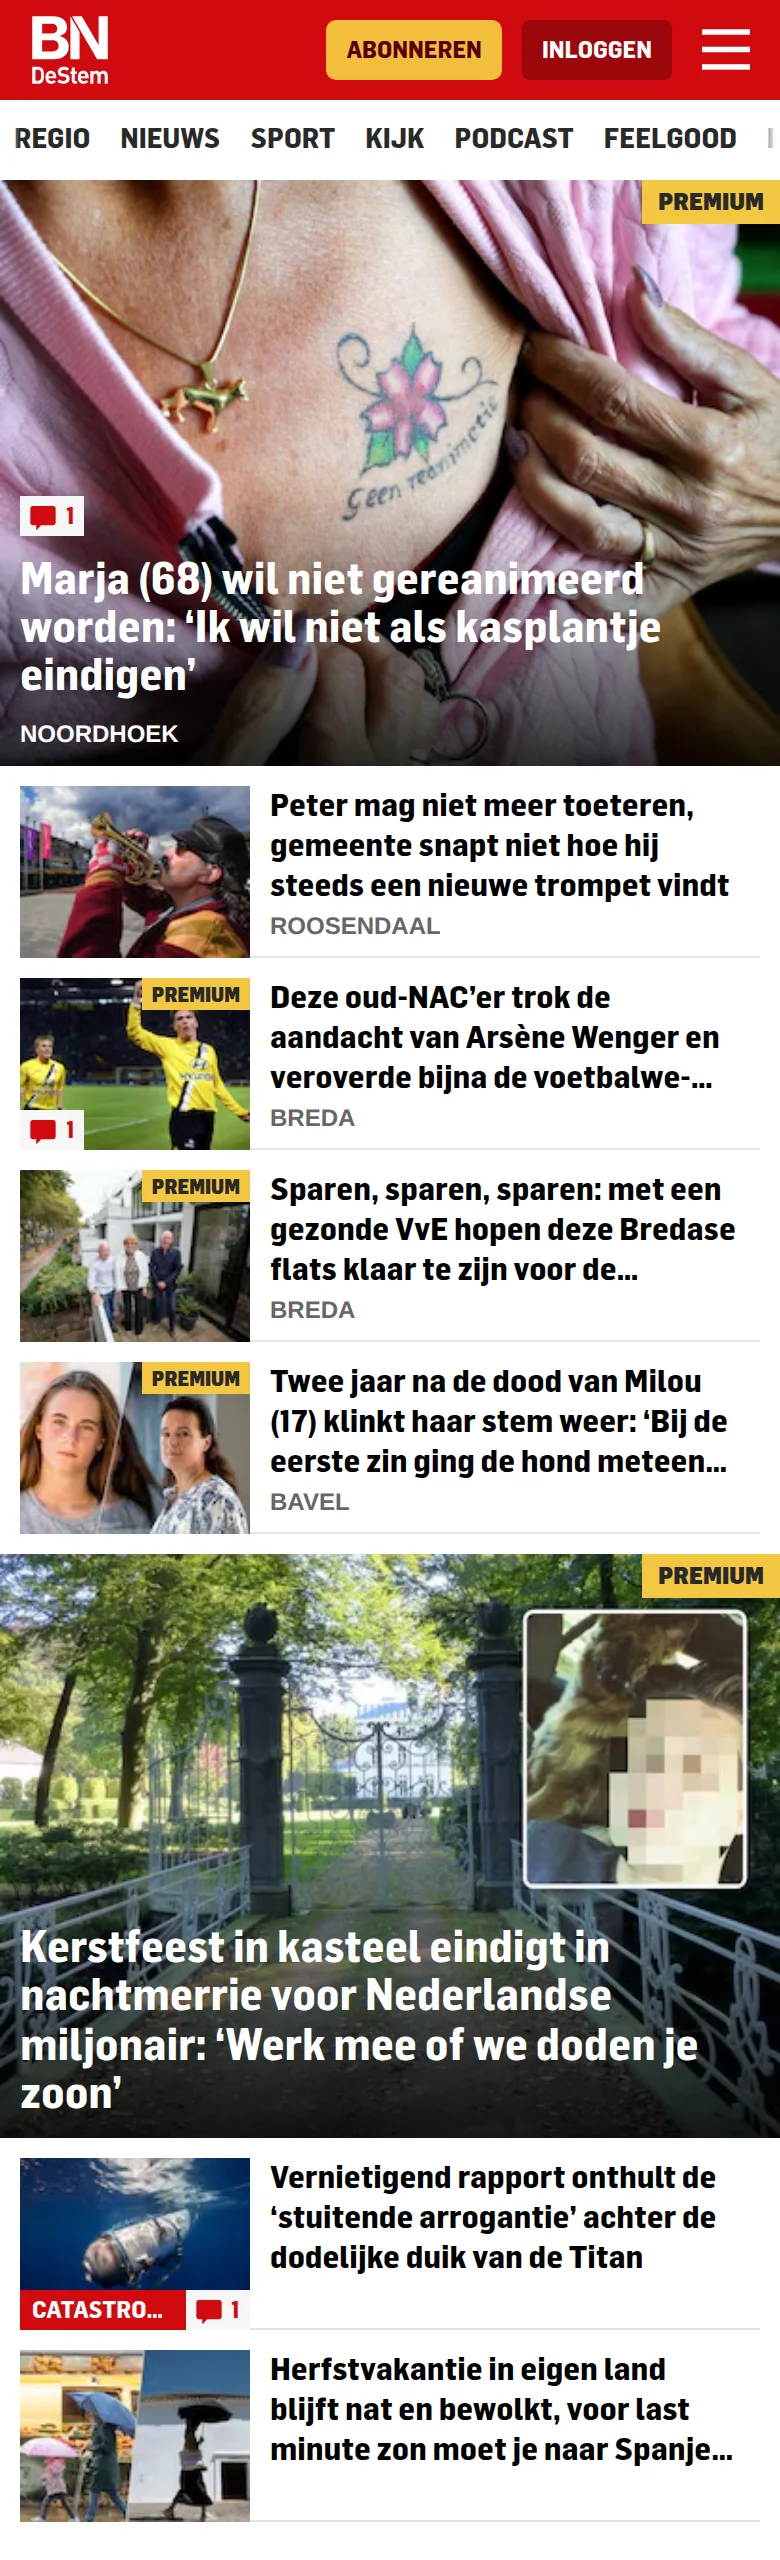 BN
DeStem
ABONNEREN
INLOGGEN
REGIO NIEUWS SPORT KIJK PODCAST FEELGOOD
PREMIUM
Geen reanimatie
1
Marja (68) wil niet gereanimeerd
worden: ‘Ik wil niet als kasplantje
eindigen’
NOORDHOEK
Peter mag niet meer toeteren,
gemeente snapt niet hoe hij
steeds een nieuwe trompet vindt
ROOSENDAAL
PREMIUM
1
Deze oud-NAC’er trok de
aandacht van Arsène Wenger en
veroverde bijna de voetbalwe-...
BREDA
PREMIUM
Sparen, sparen, sparen: met een
gezonde VvE hopen deze Bredase
flats klaar te zijn voor de...
BREDA
PREMIUM
Twee jaar na de dood van Milou
(17) klinkt haar stem weer: ‘Bij de
eerste zin ging de hond meteen...
BAVEL
PREMIUM
Kerstfeest in kasteel eindigt in
nachtmerrie voor Nederlandse
miljonair: ‘Werk mee of we doden je
zoon’
CATASTRO...
1
Vernietigend rapport onthult de
‘stuitende arrogantie’ achter de
dodelijke duik van de Titan
Herfstvakantie in eigen land
blijft nat en bewolkt, voor last
minute zon moet je naar Spanje...